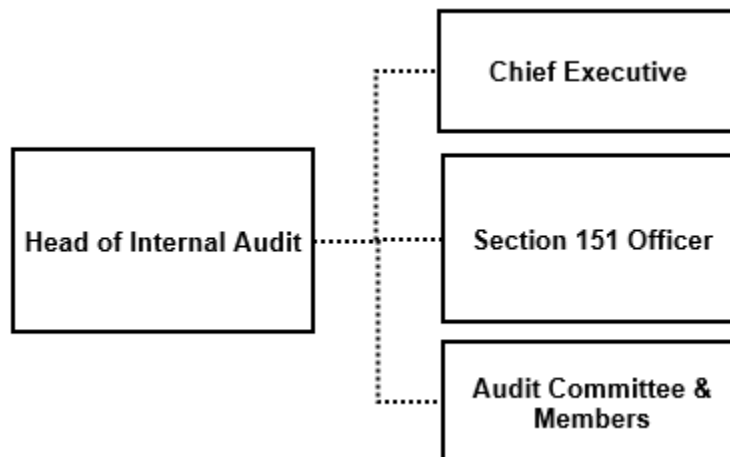 Chief Executive
Head of Internal Audit
Section 151 Officer
Audit Committee &
Members